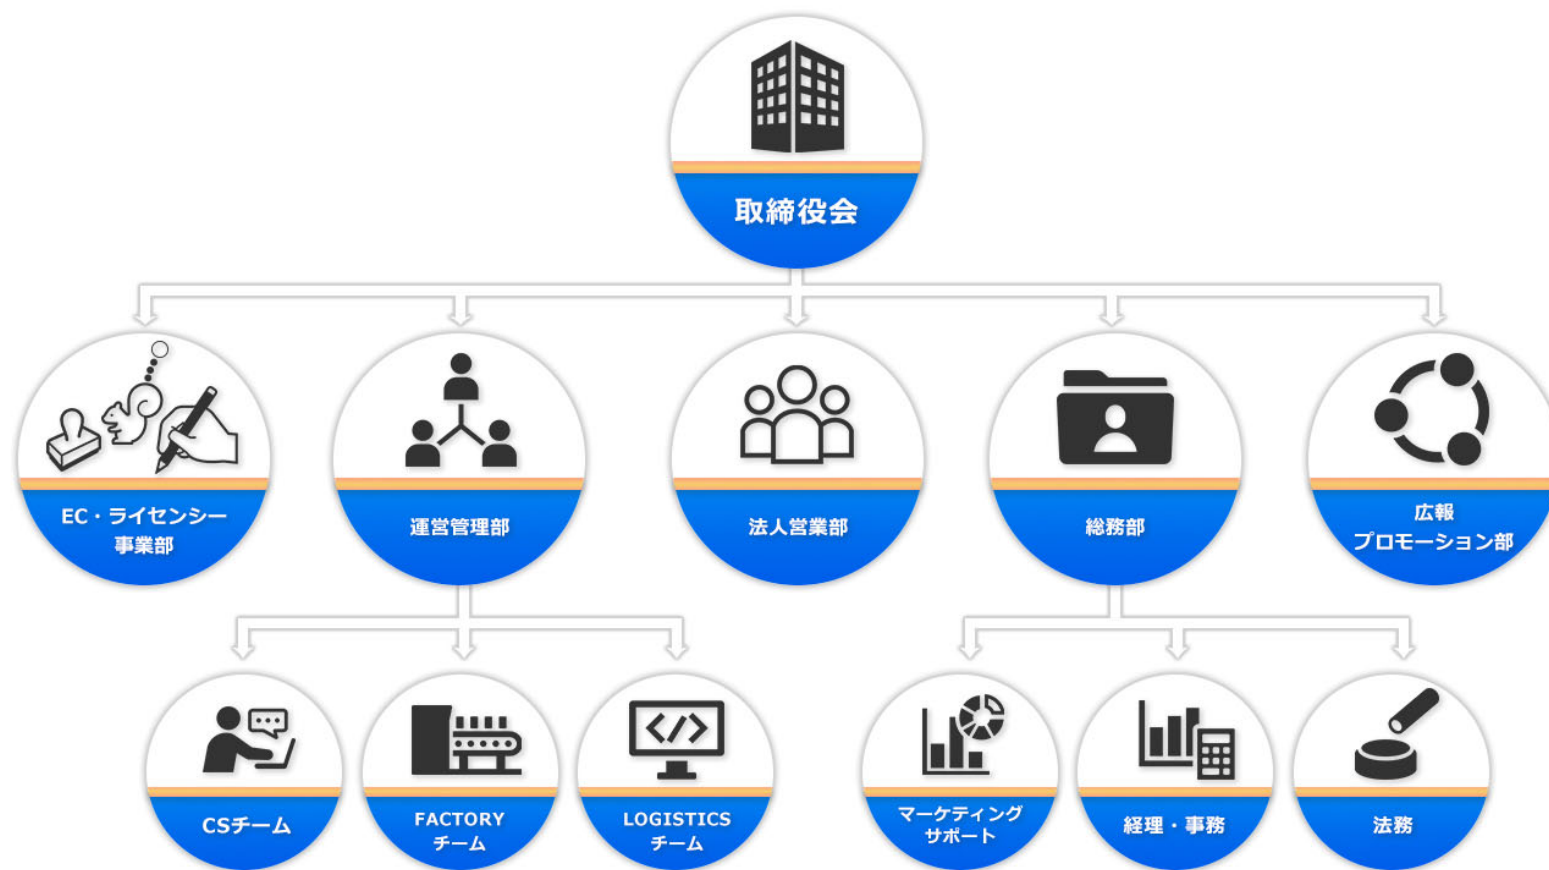 取締役会
EC・ライセンシー
事業部
運営管理部
法人営業部
総務部
広報
プロモーション部
CSチーム
FACTORY
チーム
LOGISTICS
チーム
マーケティング
サポート
経理・事務
法務